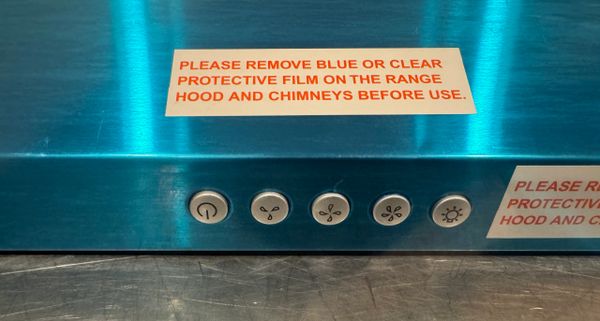 PLEASE REMOVE BLUE OR CLEAR
PROTECTIVE FILM ON THE RANGE
HOOD AND CHIMNEYS BEFORE USE.
PLEASE
PROTECTIVE
HOOD AND